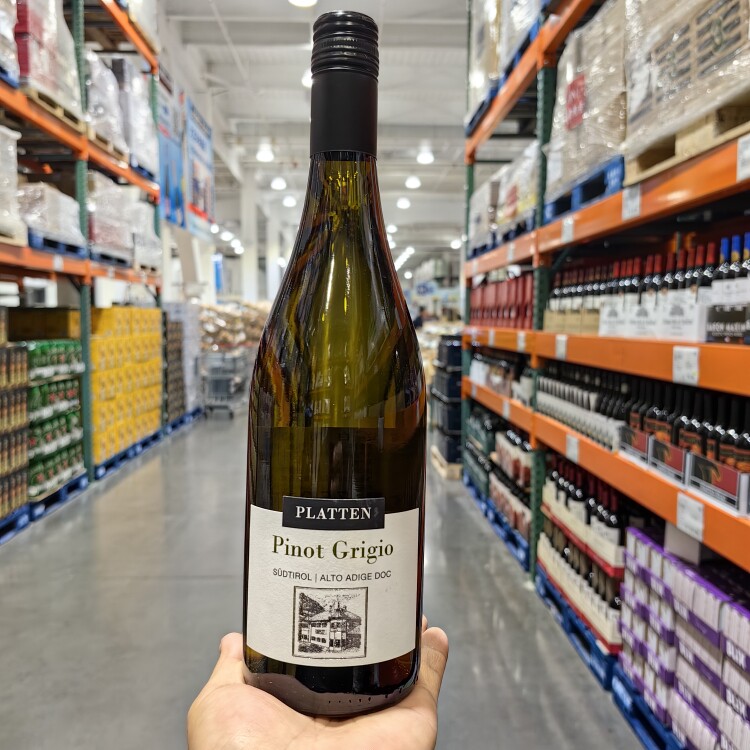 PLATTEN
Pinot Grigio
SÜDTIROL | ALTO ADIGE DOC